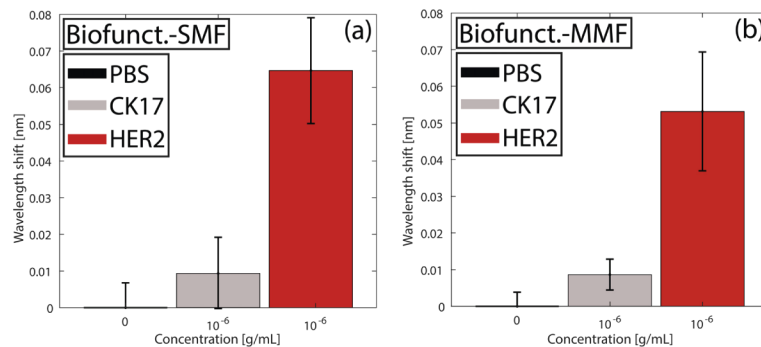 Biofunct.-SMF
(a)
PBS
CK17
HER2
Wavelength shift [nm]
0.08
0.07
0.06
0.05
0.04
0.03
0.02
0.01
0
0
10⁻⁶
10⁻⁶
Concentration [g/mL]
Biofunct.-MMF
(b)
PBS
CK17
HER2
Wavelength shift [nm]
0.08
0.07
0.06
0.05
0.04
0.03
0.02
0.01
0
0
10⁻⁶
10⁻⁶
Concentration [g/mL]